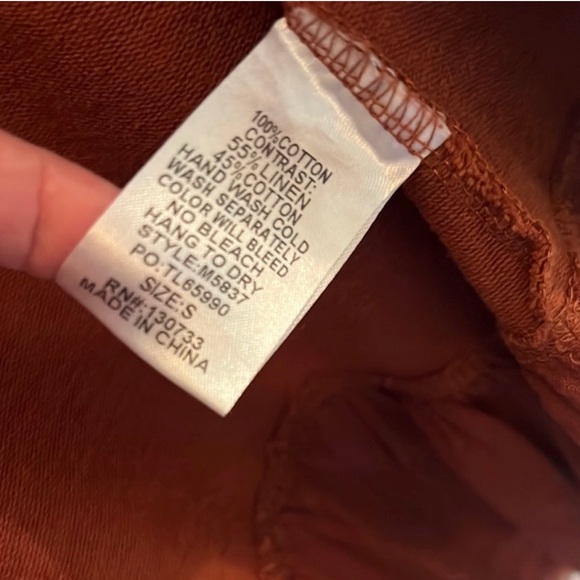 100%COTTON
CONTRAST:
55%LINEN
45%COTTON
HAND WASH COLD
WASH SEPARATELY
COLOR WILL BLEED
NO BLEACH
HANG TO DRY
STYLE:M5837
PO:TL65990
SIZE:S
RN#:130733
MADE IN CHINA